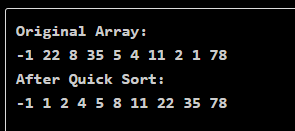 Original Array:
-1 22 8 35 5 4 11 2 1 78
After Quick Sort:
-1 1 2 4 5 8 11 22 35 78